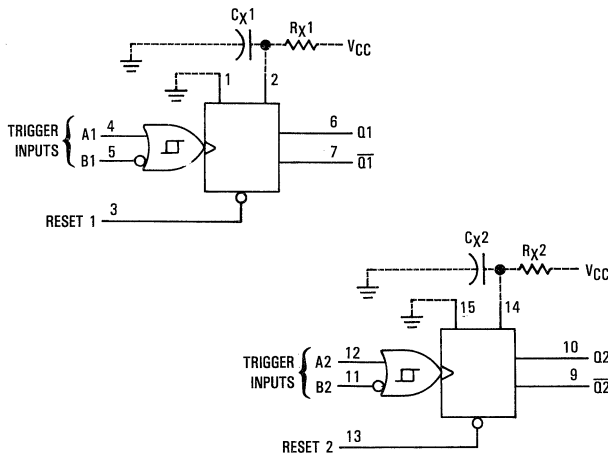 CX1
RX1
VCC
1
2
TRIGGER
INPUTS
A1
4
B1
5
6
Q1
7
Q1
RESET 1
3
CX2
RX2
VCC
15
14
TRIGGER
INPUTS
A2
12
B2
11
10
Q2
9
Q2
RESET 2
13